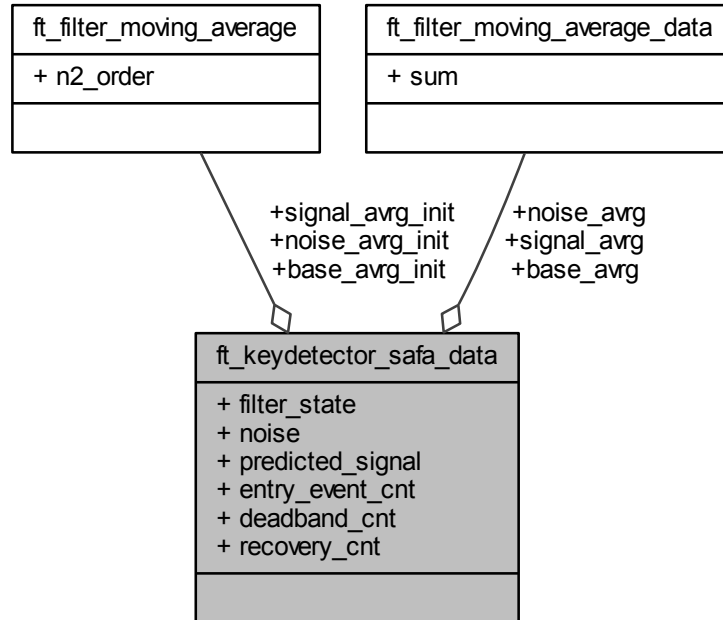 ft_filter_moving_average
+ n2_order
ft_filter_moving_average_data
+ sum
+signal_avrg_init
+noise_avrg_init
+base_avrg_init
+noise_avrg
+signal_avrg
+base_avrg
ft_keydetector_safa_data
+ filter_state
+ noise
+ predicted_signal
+ entry_event_cnt
+ deadband_cnt
+ recovery_cnt